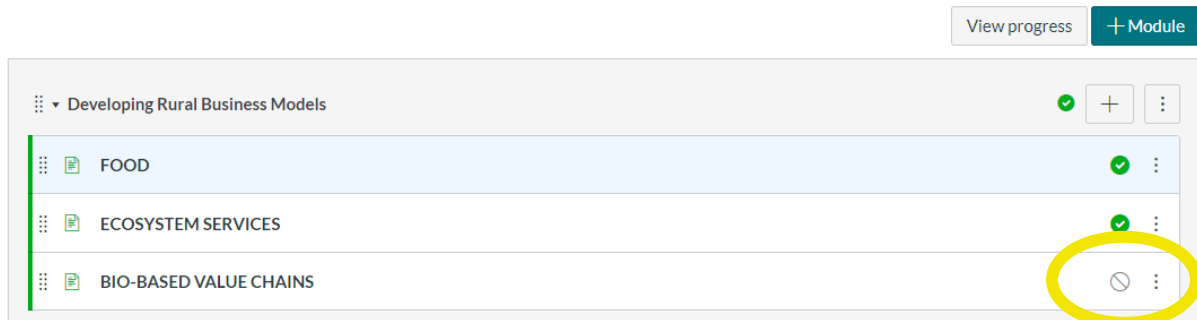 View progress
+Module
Developing Rural Business Models
FOOD
ECOSYSTEM SERVICES
BIO-BASED VALUE CHAINS